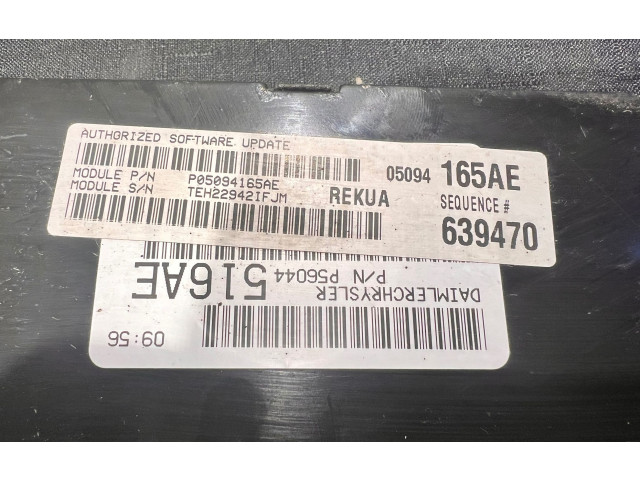 AUTHORIZED SOFTWARE UPDATE
MODULE P/N P05094165AE
MODULE S/N TEH22942IFJM
REKUA
05094 165AE
SEQUENCE #
639470
DAIMLERCHRYSLER
P/N P56044 516AE
09:56